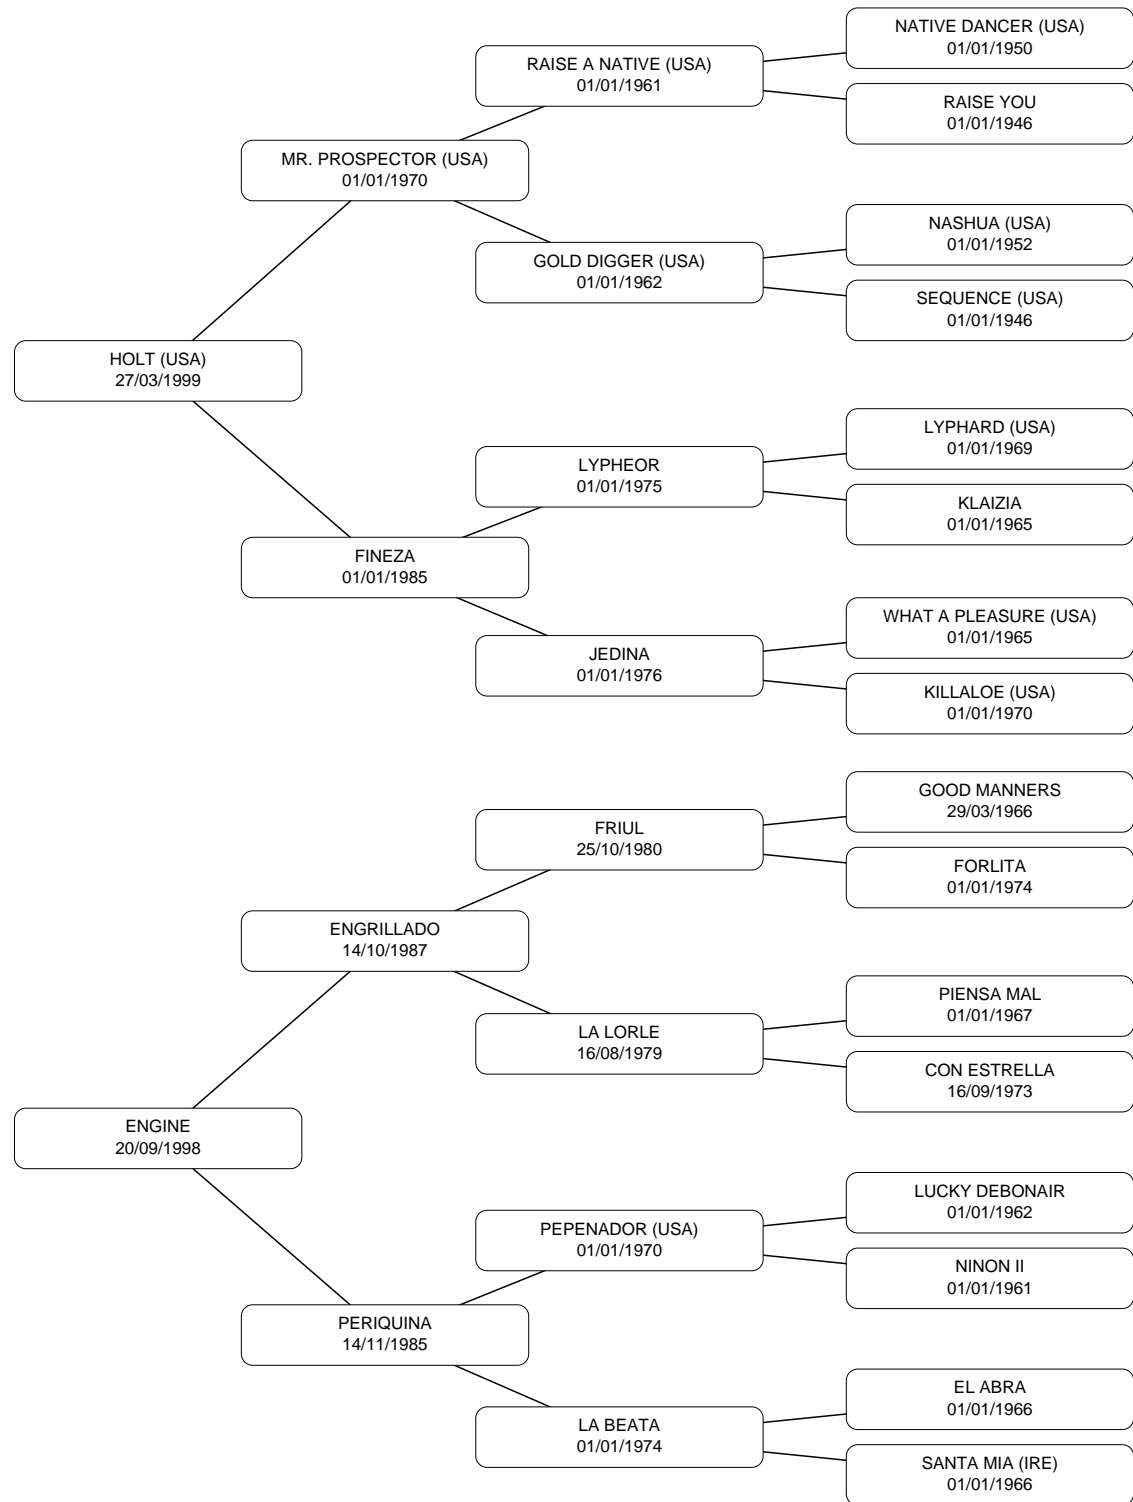 NATIVE DANCER (USA)
01/01/1950
RAISE A NATIVE (USA)
01/01/1961
RAISE YOU
01/01/1946
MR. PROSPECTOR (USA)
01/01/1970
NASHUA (USA)
01/01/1952
GOLD DIGGER (USA)
01/01/1962
SEQUENCE (USA)
01/01/1946
HOLT (USA)
27/03/1999
LYPHARD (USA)
01/01/1969
LYPHEOR
01/01/1975
KLAIZIA
01/01/1965
FINEZA
01/01/1985
WHAT A PLEASURE (USA)
01/01/1965
JEDINA
01/01/1976
KILLALOE (USA)
01/01/1970
GOOD MANNERS
29/03/1966
FRIUL
25/10/1980
FORLITA
01/01/1974
ENGRILLADO
14/10/1987
PIENSA MAL
01/01/1967
LA LORLE
16/08/1979
CON ESTRELLA
16/09/1973
ENGINE
20/09/1998
LUCKY DEBONAIR
01/01/1962
PEPENADOR (USA)
01/01/1970
NINON II
01/01/1961
PERIQUINA
14/11/1985
EL ABRA
01/01/1966
LA BEATA
01/01/1974
SANTA MIA (IRE)
01/01/1966